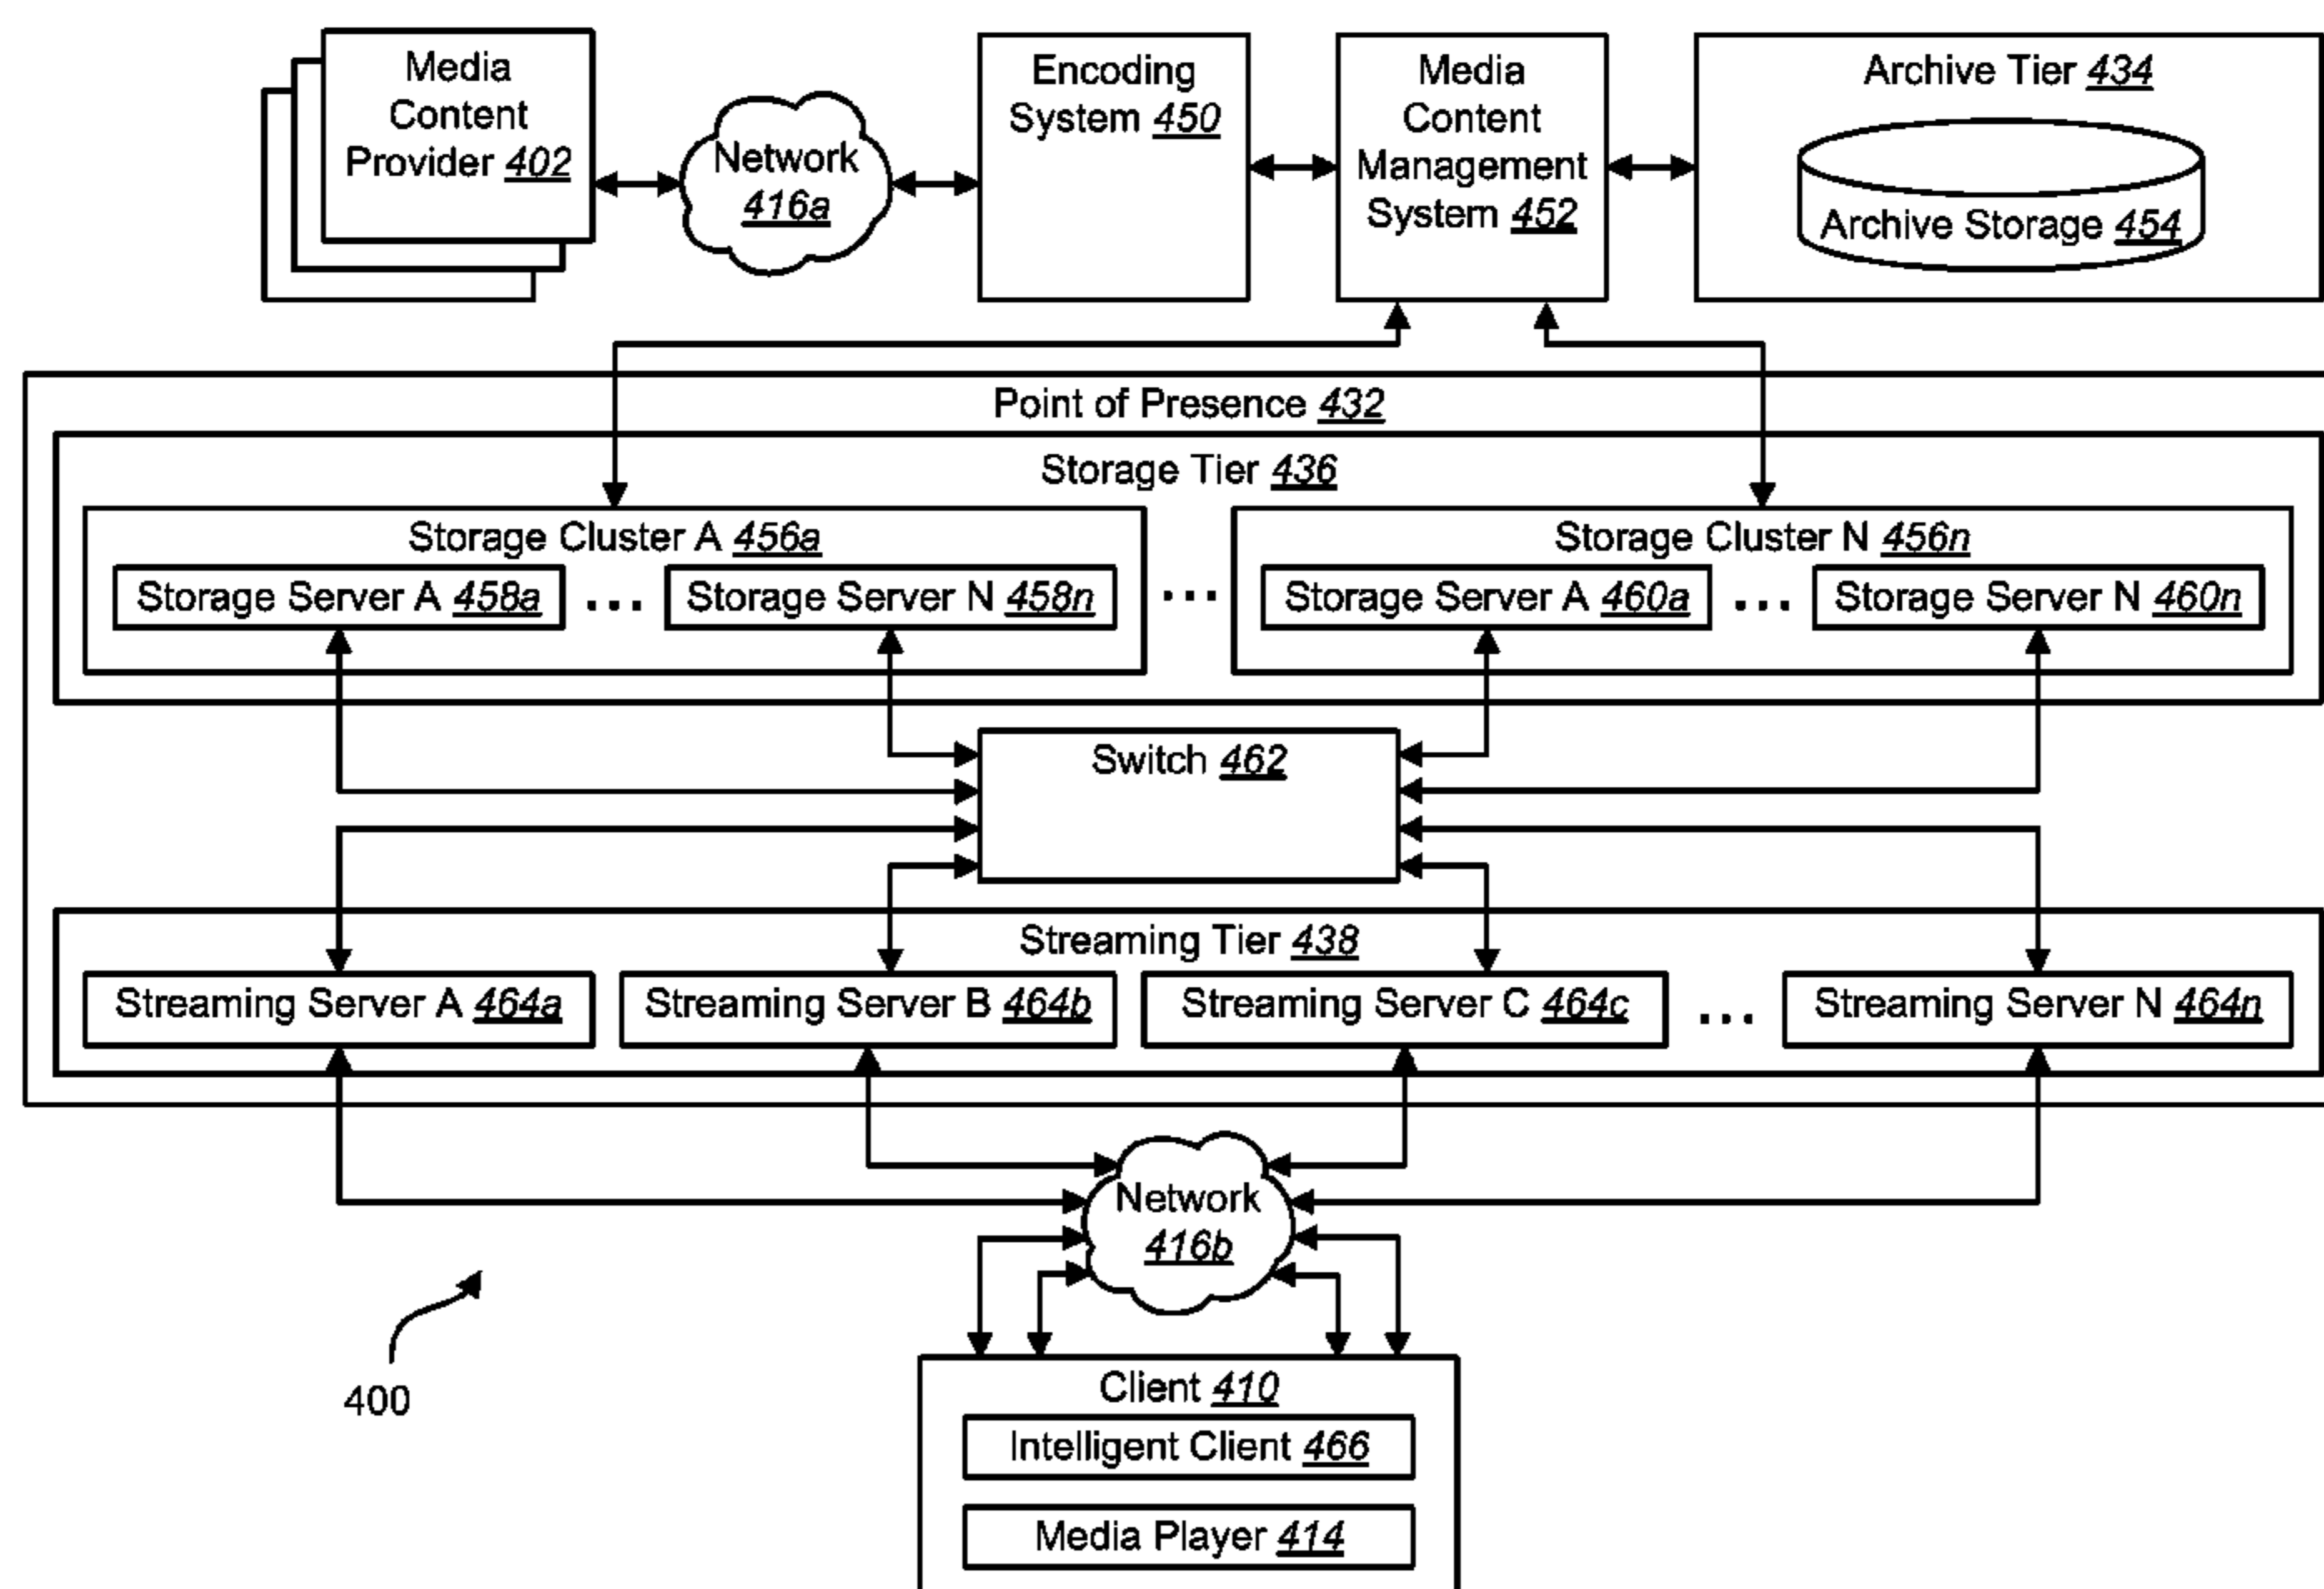 Media
Content
Provider 402
Network
416a
Encoding
System 450
Media
Content
Management
System 452
Archive Tier 434
Archive Storage 454
Point of Presence 432
Storage Tier 436
Storage Cluster A 456a
Storage Server A 458a
...
Storage Server N 458n
...
Storage Cluster N 456n
Storage Server A 460a
...
Storage Server N 460n
Switch 462
Streaming Tier 438
Streaming Server A 464a
Streaming Server B 464b
Streaming Server C 464c
...
Streaming Server N 464n
Network
416b
400
Client 410
Intelligent Client 466
Media Player 414